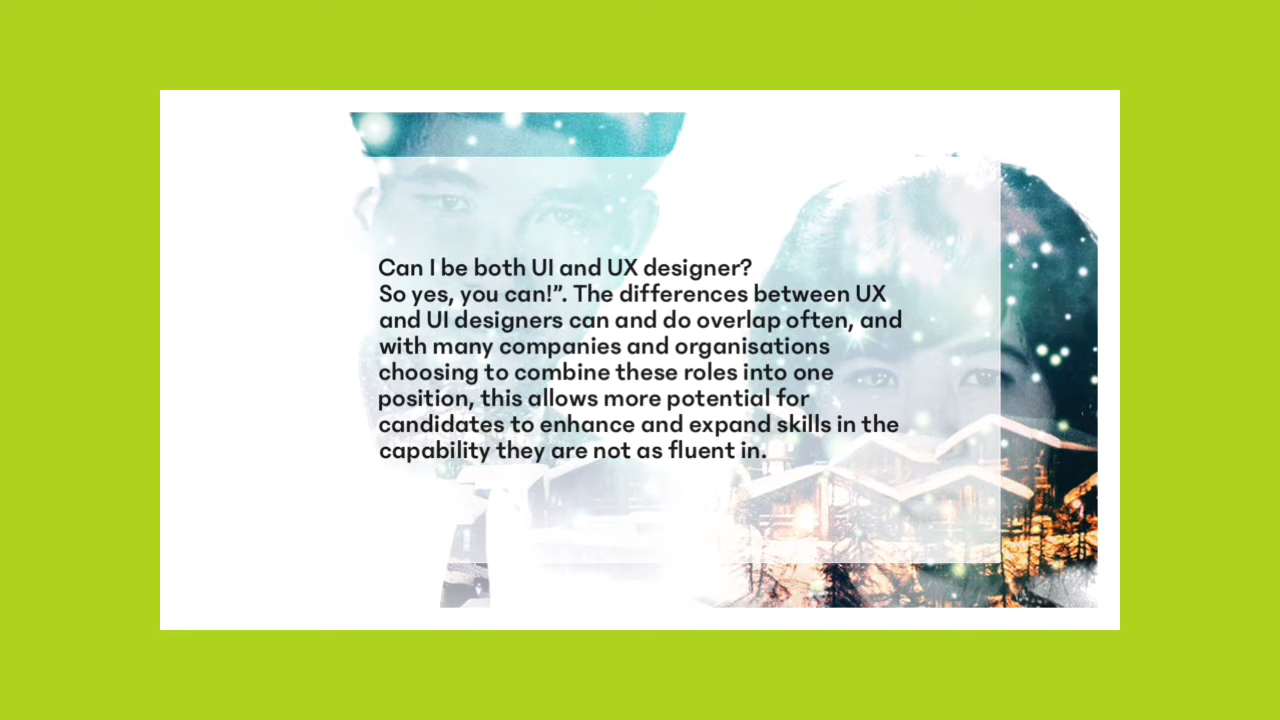 Can I be both UI and UX designer?
So yes, you can!”. The differences between UX
and UI designers can and do overlap often, and
with many companies and organisations
choosing to combine these roles into one
position, this allows more potential for
candidates to enhance and expand skills in the
capability they are not as fluent in.